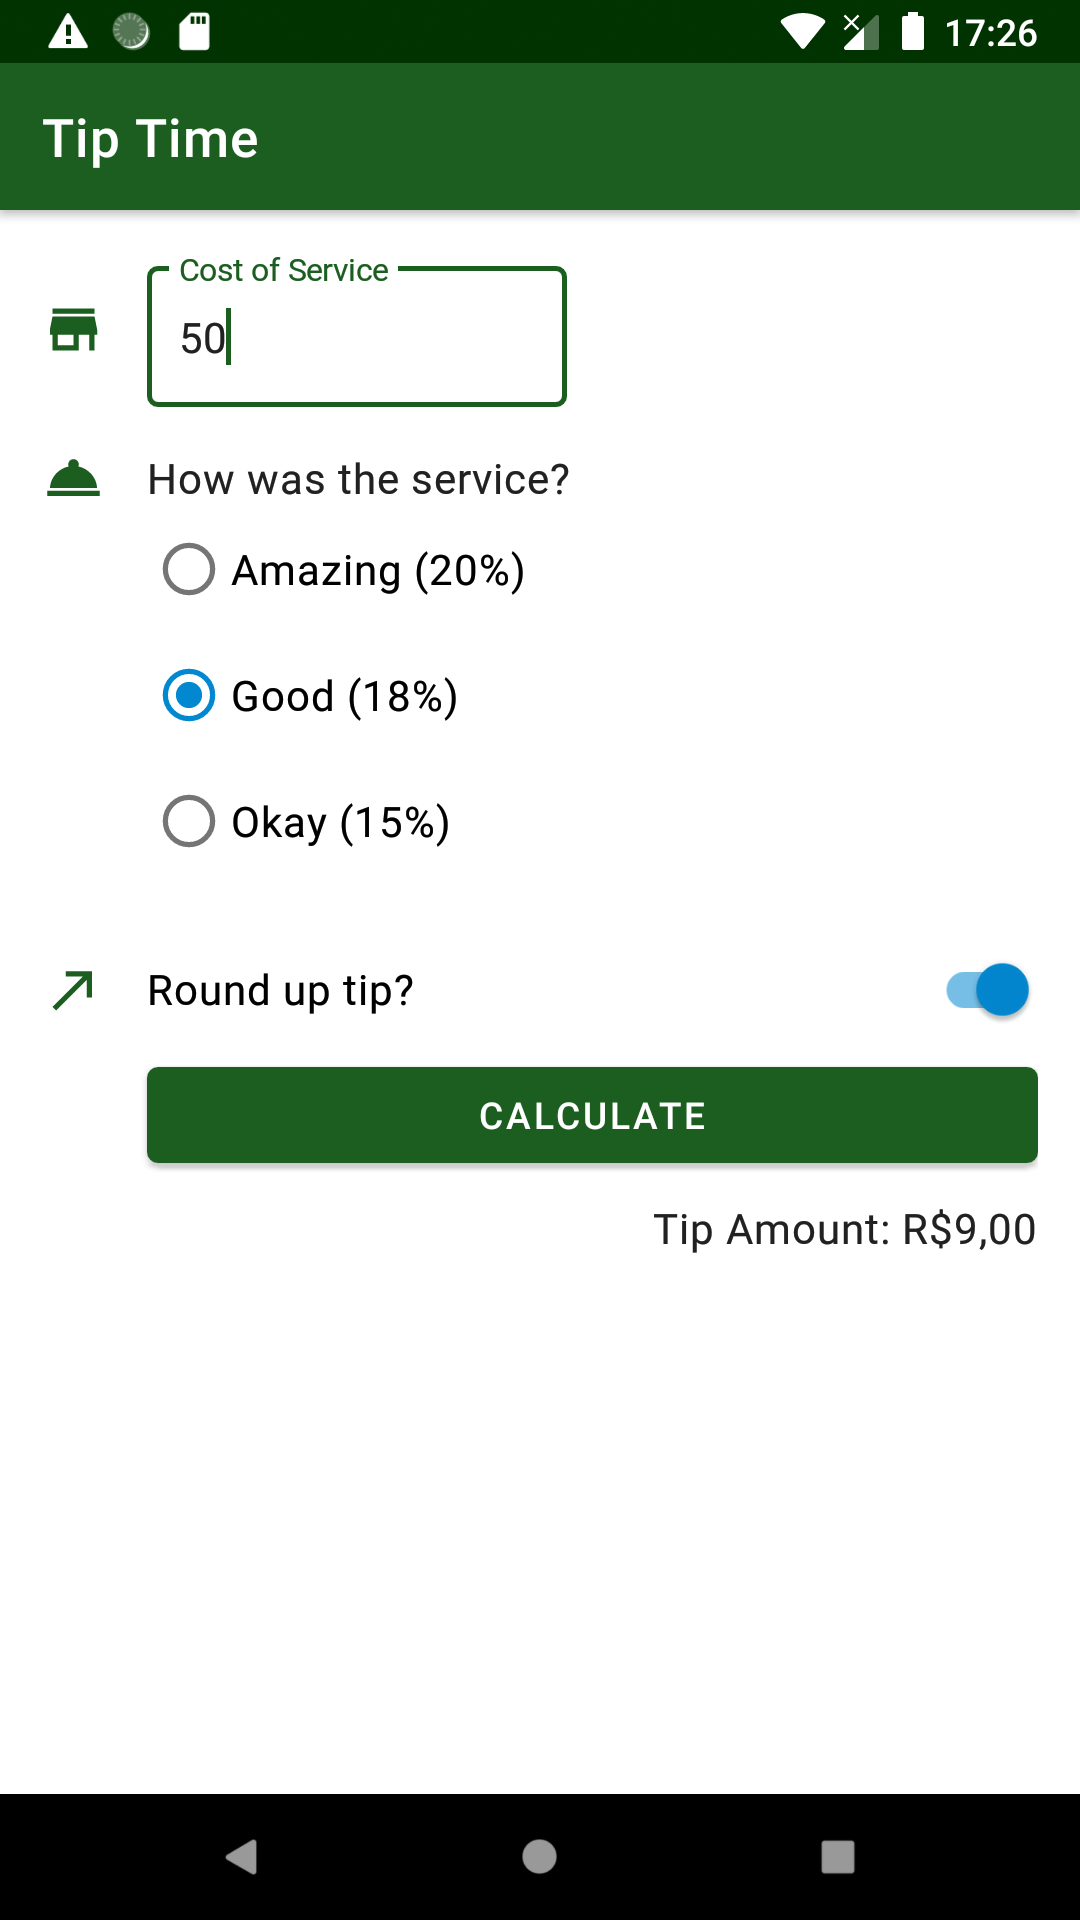 17:26
Tip Time
Cost of Service
50
How was the service?
Amazing (20%)
Good (18%)
Okay (15%)
Round up tip?
CALCULATE
Tip Amount: R$9,00